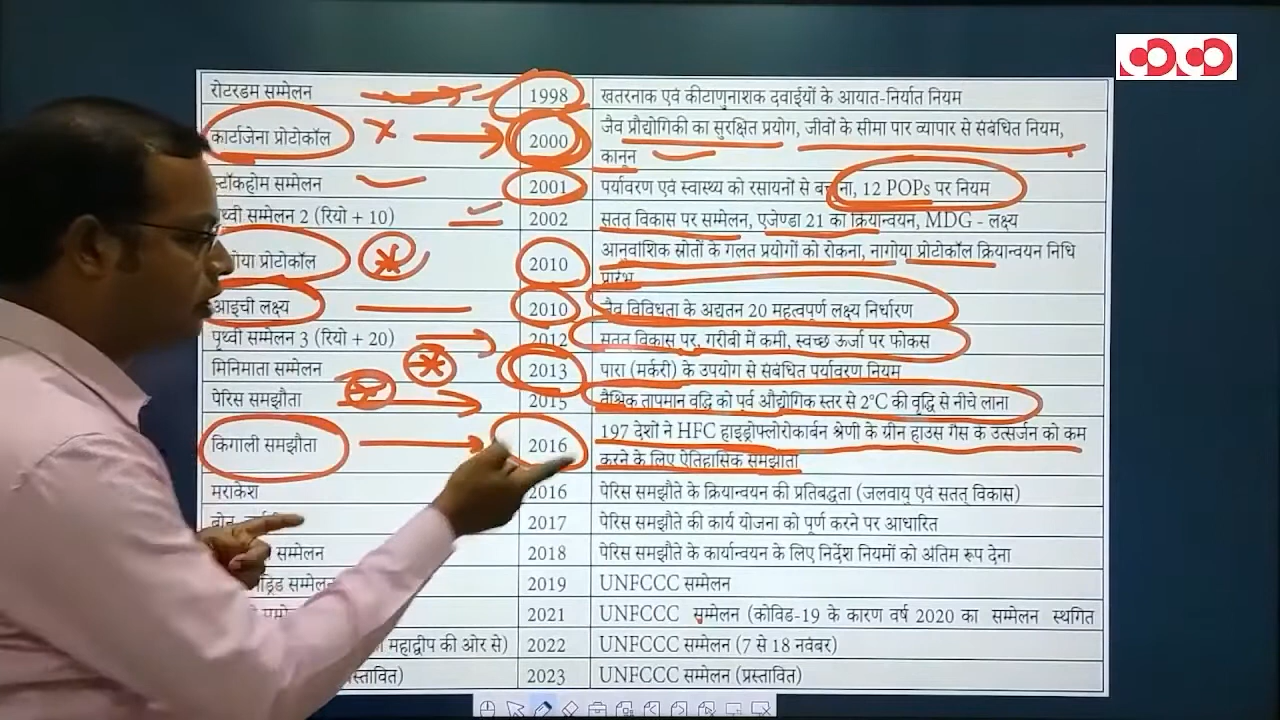 रोटरडम सम्मेलन 1998 खतरनाक एवं कीटाणुनाशक दवाईयों के आयात-निर्यात नियम
कार्टाजेना प्रोटोकॉल 2000 जैव प्रौद्योगिकी का सुरक्षित प्रयोग, जीवों के सीमा पार व्यापार से संबंधित नियम,
कानून
स्टॉकहोम सम्मेलन 2001 पर्यावरण एवं स्वास्थ्य को रसायनों से बचाना, 12 POPs पर नियम
सम्मेलन 2 (रियो + 10) 2002 सतत विकास पर सम्मेलन, एजेण्डा 21 का क्रियान्वयन, MDG - लक्ष्य
प्रोटोकॉल 2010 आनुवांशिक स्रोतों के गलत प्रयोगों को रोकना, नागोया प्रोटोकॉल क्रियान्वयन निधि
प्रारंभ
आइची लक्ष्य 2010 जैव विविधता के अद्यतन 20 महत्वपूर्ण लक्ष्य निर्धारण
पृथ्वी सम्मेलन 3 (रियो + 20) 2012 सतत विकास पर, गरीबी में कमी, स्वच्छ ऊर्जा पर फोकस
मिनिमाता सम्मेलन 2013 पारा (मर्करी) के उपयोग से संबंधित पर्यावरण नियम
पेरिस समझौता 2015 वैश्विक तापमान वृद्धि को पूर्व औद्योगिक स्तर से 2°C की वृद्धि से नीचे लाना
किगाली समझौता 2016 197 देशों ने HFC हाइड्रोफ्लोरोकार्बन श्रेणी के ग्रीन हाउस गैस के उत्सर्जन को कम
करने के लिए ऐतिहासिक समझौता
मराकेश 2016 पेरिस समझौते के क्रियान्वयन की प्रतिबद्धता (जलवायु एवं सतत् विकास)
2017 पेरिस समझौते की कार्य योजना को पूर्ण करने पर आधारित
सम्मेलन 2018 पेरिस समझौते के कार्यान्वयन के लिए निर्देश नियमों को अंतिम रूप देना
सम्मेलन 2019 UNFCCC सम्मेलन
2021 UNFCCC सम्मेलन (कोविड-19 के कारण वर्ष 2020 का सम्मेलन स्थगित
महाद्वीप की ओर से) 2022 UNFCCC सम्मेलन (7 से 18 नवंबर)
2023 UNFCCC सम्मेलन (प्रस्तावित)